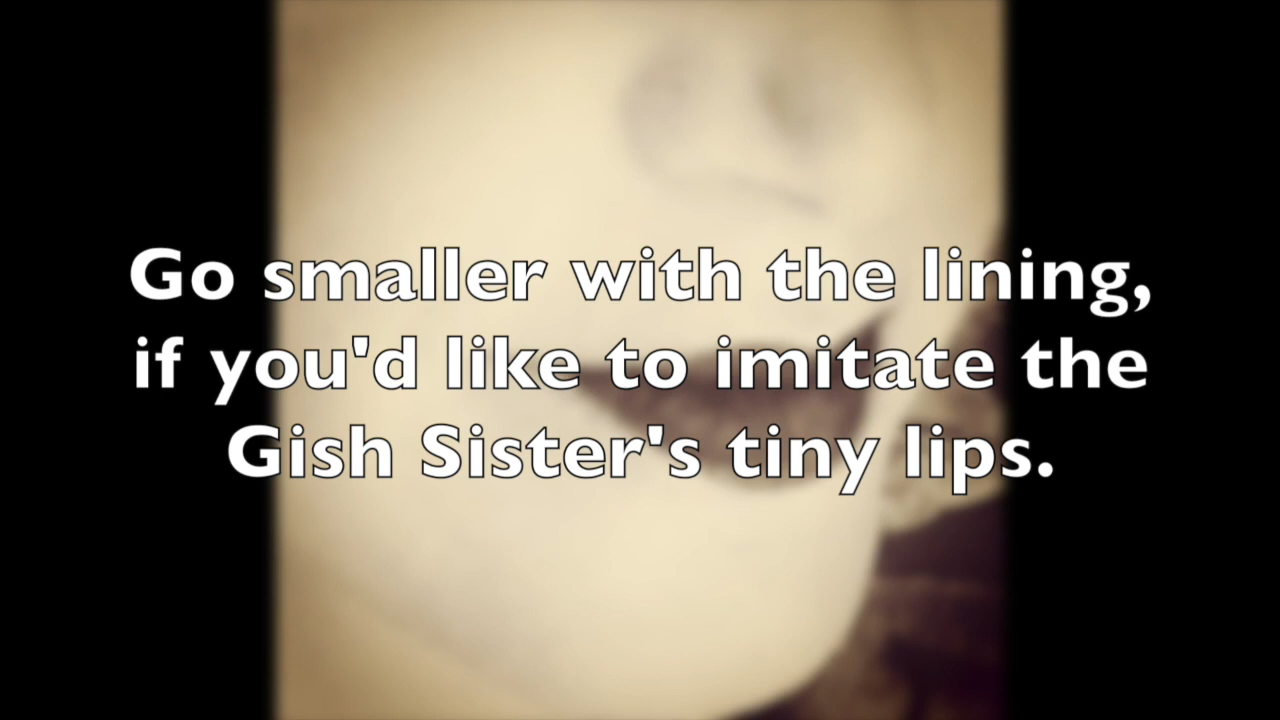 Go smaller with the lining,
if you'd like to imitate the
Gish Sister's tiny lips.